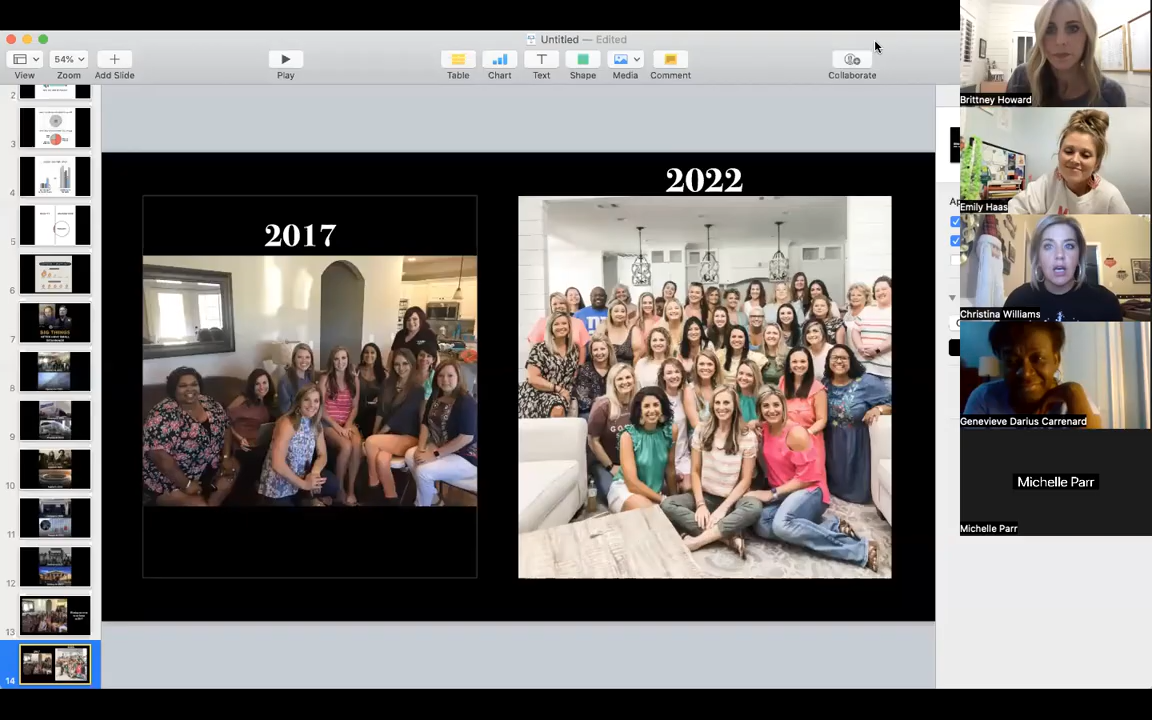 Untitled — Edited
54%
View
Zoom
Add Slide
Play
Table
Chart
Text
Shape
Media
Comment
Collaborate
2
3
4
5
6
7
BIG THINGS
8
9
10
11
12
13
14
2017
2022
Brittney Howard
Emily Haas
Christina Williams
Genevieve Darius Carrenard
Michelle Parr
Michelle Parr